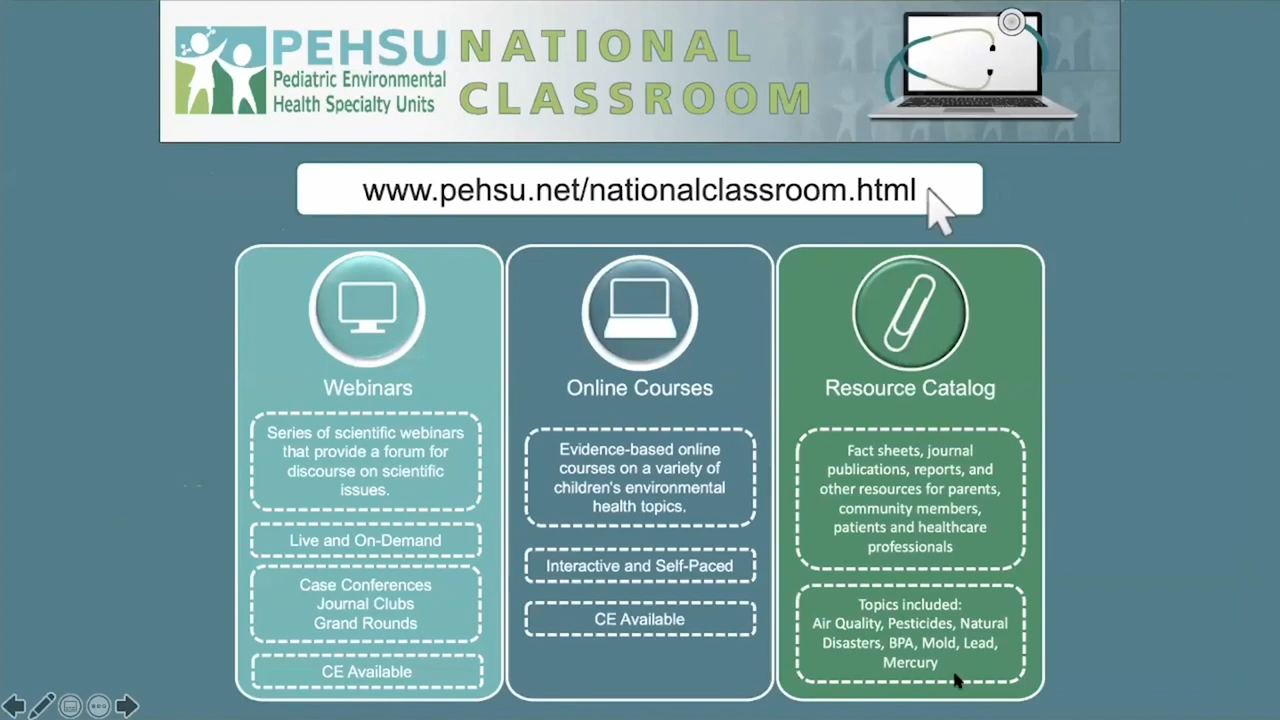 PEHSU
Pediatric Environmental
Health Specialty Units
NATIONAL
CLASSROOM
www.pehsu.net/nationalclassroom.html
Webinars
Series of scientific webinars
that provide a forum for
discourse on scientific
issues.
Live and On-Demand
Case Conferences
Journal Clubs
Grand Rounds
CE Available
Online Courses
Evidence-based online
courses on a variety of
children's environmental
health topics.
Interactive and Self-Paced
CE Available
Resource Catalog
Fact sheets, journal
publications, reports, and
other resources for parents,
community members,
patients and healthcare
professionals
Topics included:
Air Quality, Pesticides, Natural
Disasters, BPA, Mold, Lead,
Mercury